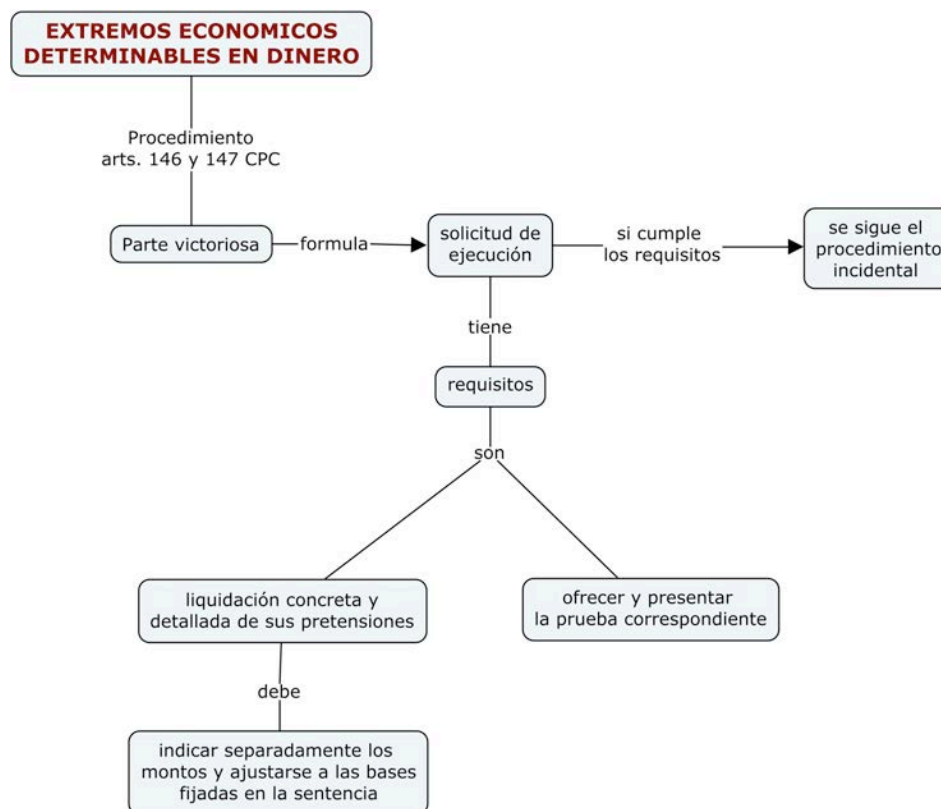 EXTREMOS ECONOMICOS
DETERMINABLES EN DINERO
Procedimiento
arts. 146 y 147 CPC
Parte victoriosa
formula
solicitud de
ejecución
si cumple
los requisitos
se sigue el
procedimiento
incidental
tiene
requisitos
son
liquidación concreta y
detallada de sus pretensiones
ofrecer y presentar
la prueba correspondiente
debe
indicar separadamente los
montos y ajustarse a las bases
fijadas en la sentencia